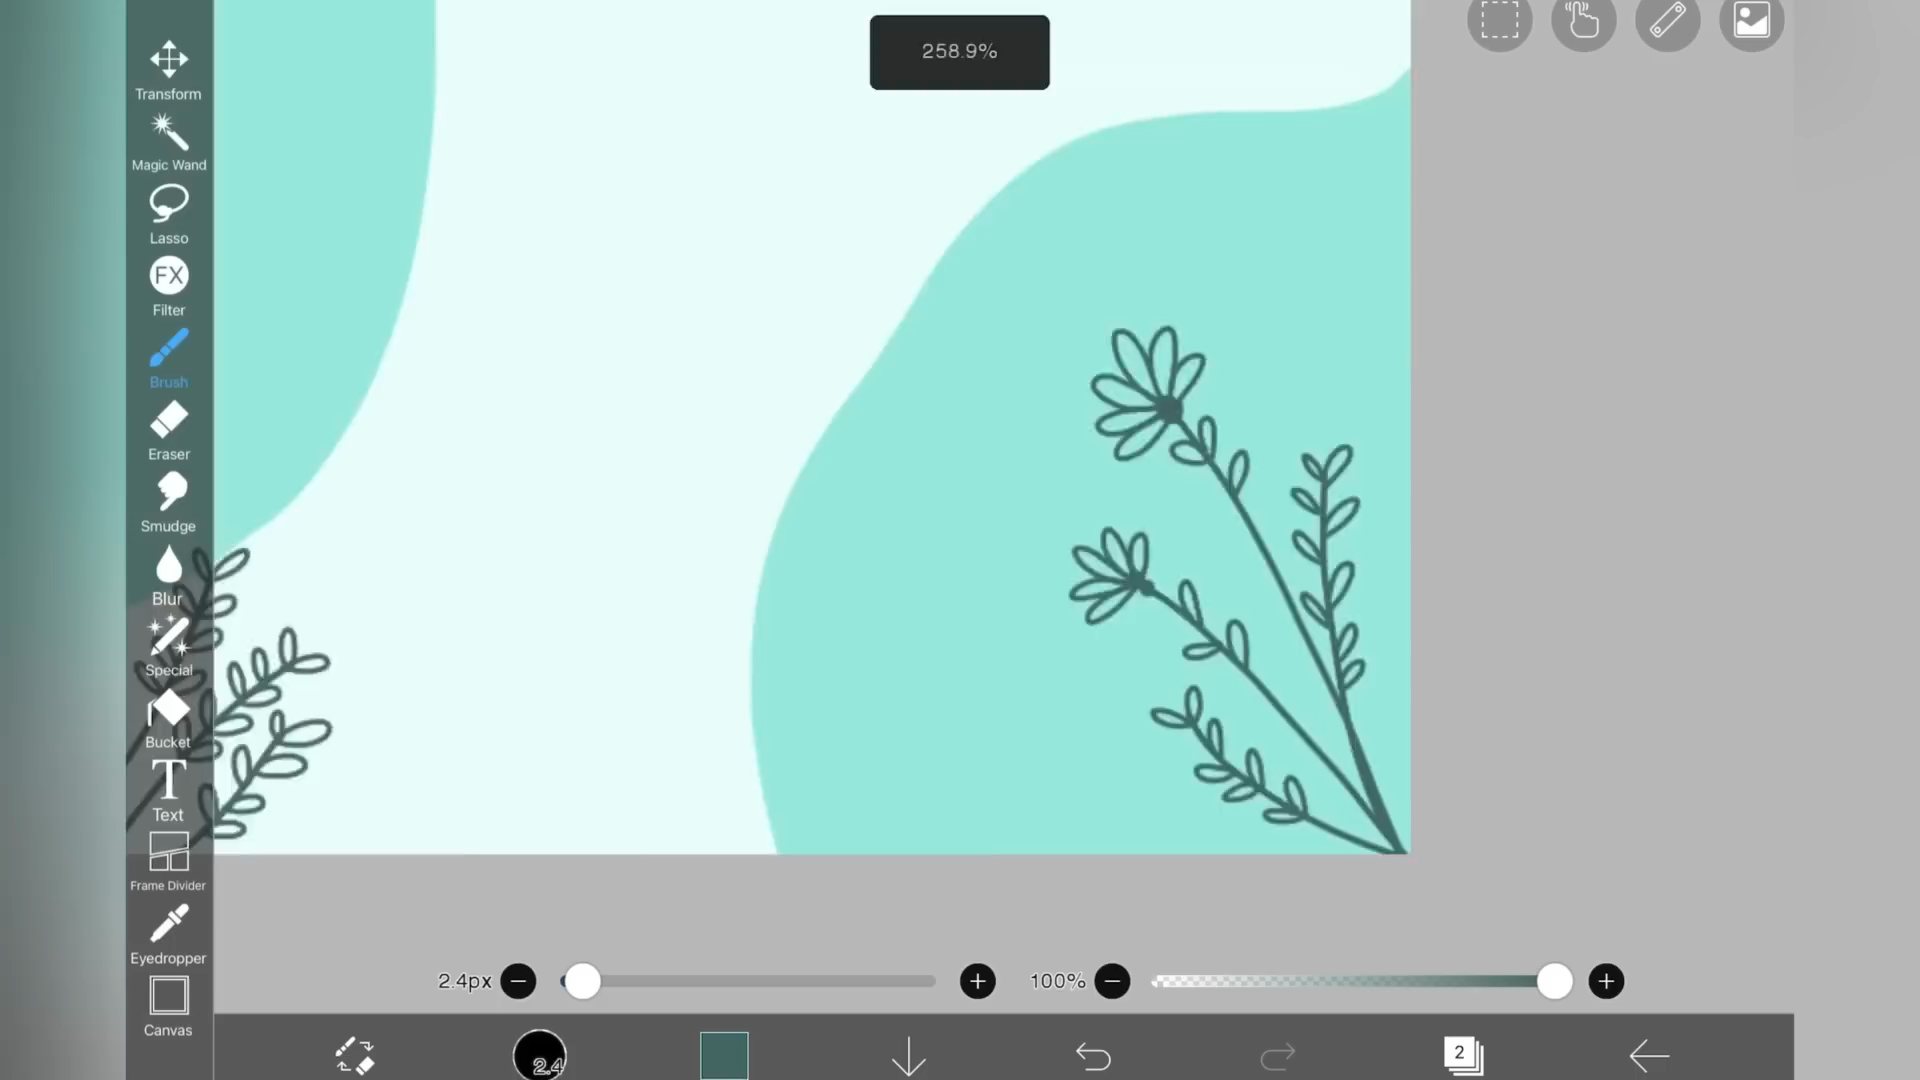 258.9%
Transform
Magic Wand
Lasso
FX
Filter
Brush
Eraser
Smudge
Blur
Special
Bucket
T
Text
Frame Divider
Eyedropper
Canvas
2.4px
100%
2.4
2